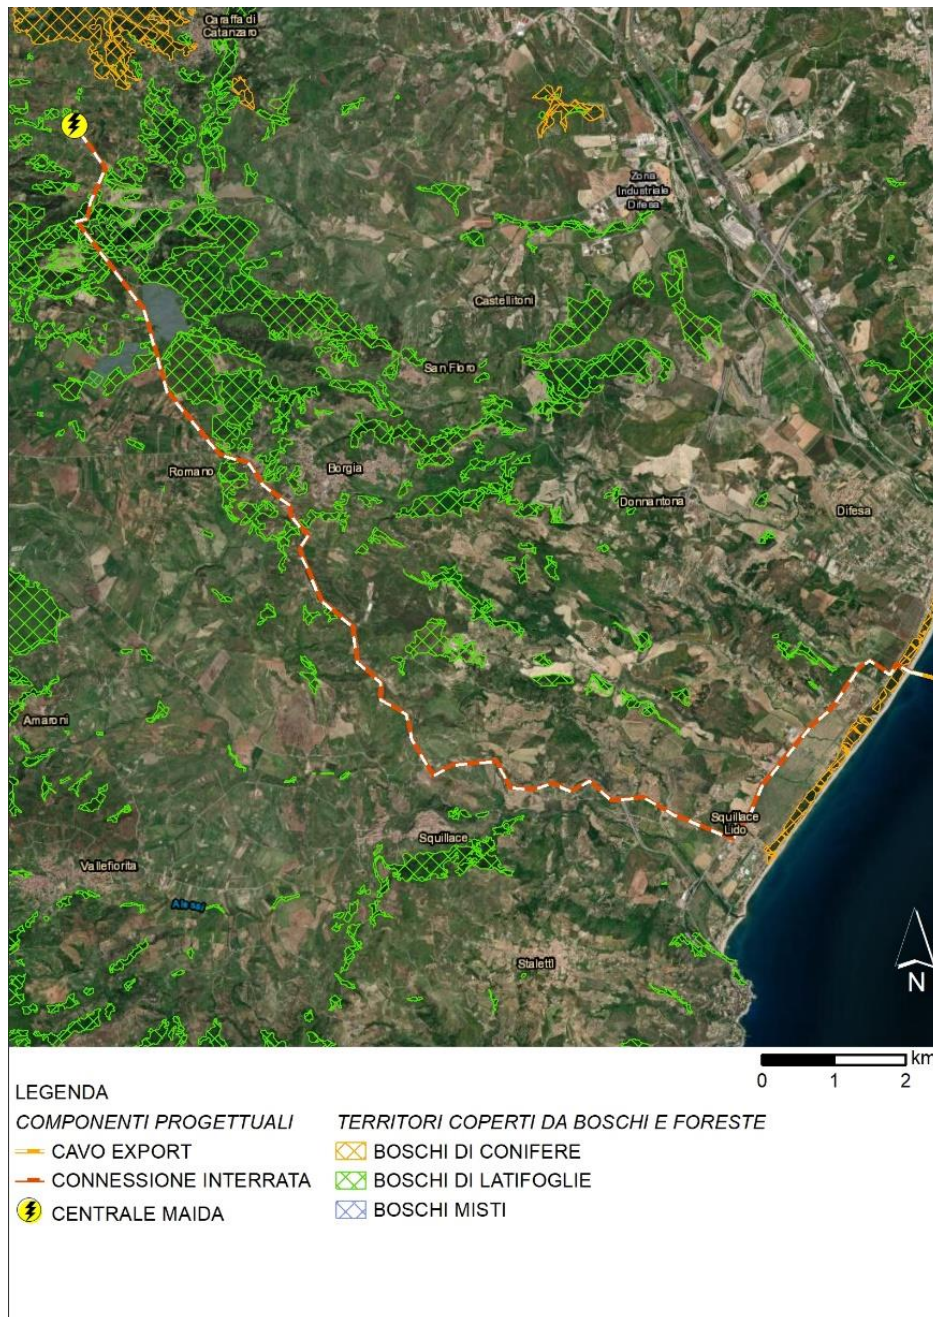 Caraffa di
Catanzaro
Zona
Industriale
Difesa
Castellitoni
San Floro
Romano
Borgia
Donnantona
Difesa
Amaroni
Squillace
Lido
Squillace
Vallefiorita
Alessi
Stalettì
N
km
0 1 2
LEGENDA
COMPONENTI PROGETTUALI
CAVO EXPORT
CONNESSIONE INTERRATA
CENTRALE MAIDA
TERRITORI COPERTI DA BOSCHI E FORESTE
BOSCHI DI CONIFERE
BOSCHI DI LATIFOGLIE
BOSCHI MISTI